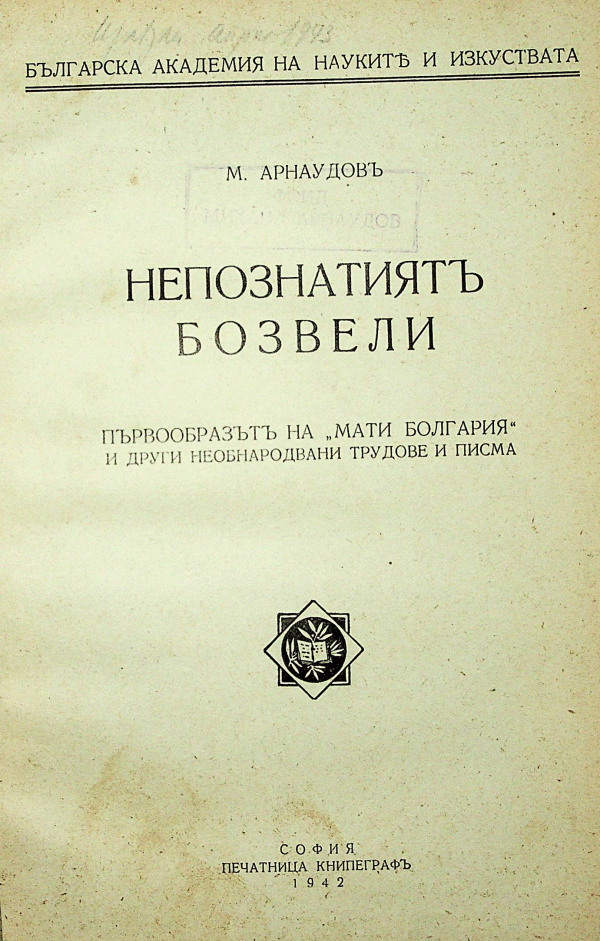 БЪЛГАРСКА АКАДЕМИЯ НА НАУКИТѢ И ИЗКУСТВАТА
М. АРНАУДОВЪ
НЕПОЗНАТИЯТЪ
БОЗВЕЛИ
ПЪРВООБРАЗЪТЪ НА „МАТИ БОЛГАРИЯ“
И ДРУГИ НЕОБНАРОДВАНИ ТРУДОВЕ И ПИСМА
СОФИЯ
ПЕЧАТНИЦА КНИПЕГРАФЪ
1942